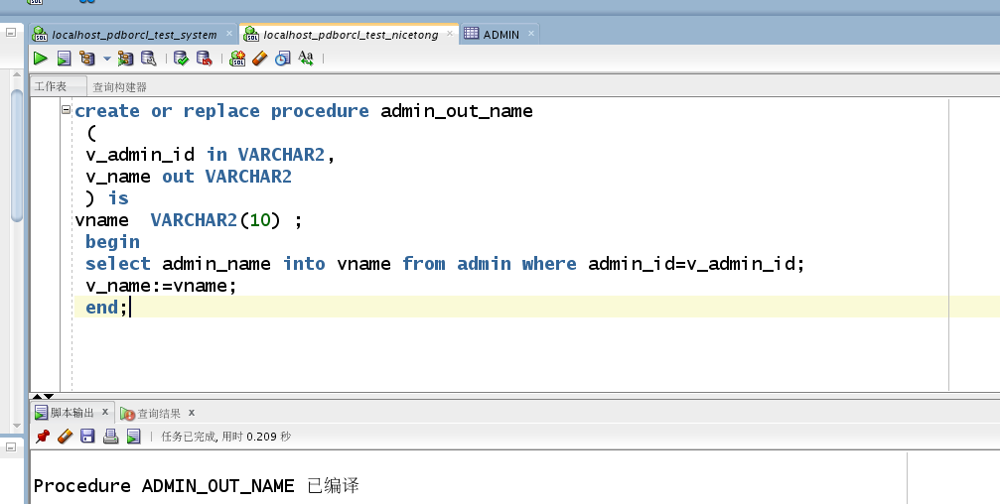 localhost_pdborcl_test_system
localhost_pdborcl_test_nicetong
ADMIN
工作表
查询构建器
create or replace procedure admin_out_name
(
v_admin_id in VARCHAR2,
v_name out VARCHAR2
) is
vname  VARCHAR2(10) ;
begin
select admin_name into vname from admin where admin_id=v_admin_id;
v_name:=vname;
end;
脚本输出
查询结果
任务已完成, 用时 0.209 秒
Procedure ADMIN_OUT_NAME 已编译